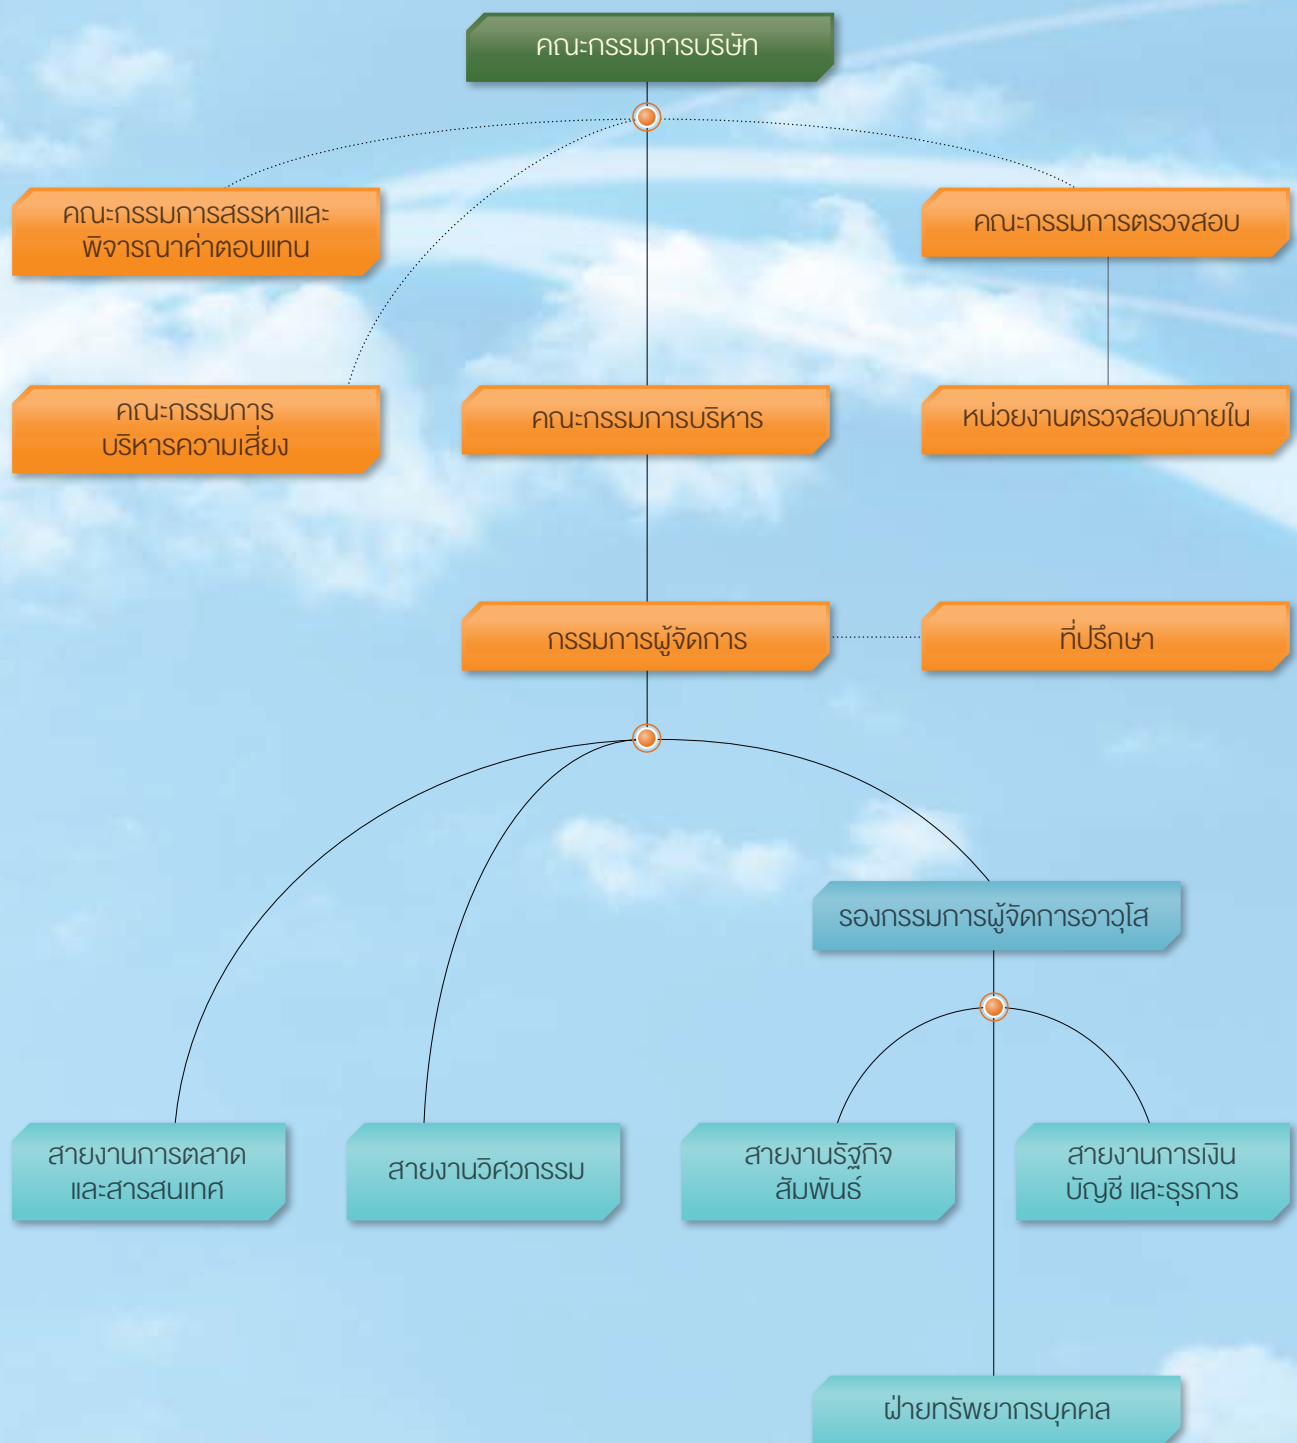 คณะกรรมการบริษัท
คณะกรรมการสรรหาและ
พิจารณาค่าตอบแทน
คณะกรรมการตรวจสอบ
คณะกรรมการ
บริหารความเสี่ยง
คณะกรรมการบริหาร
หน่วยงานตรวจสอบภายใน
กรรมการผู้จัดการ
ที่ปรึกษา
รองกรรมการผู้จัดการอาวุโส
สายงานการตลาด
และสารสนเทศ
สายงานวิศวกรรม
สายงานรัฐกิจ
สัมพันธ์
สายงานการเงิน
บัญชี และธุรการ
ฝ่ายทรัพยากรบุคคล